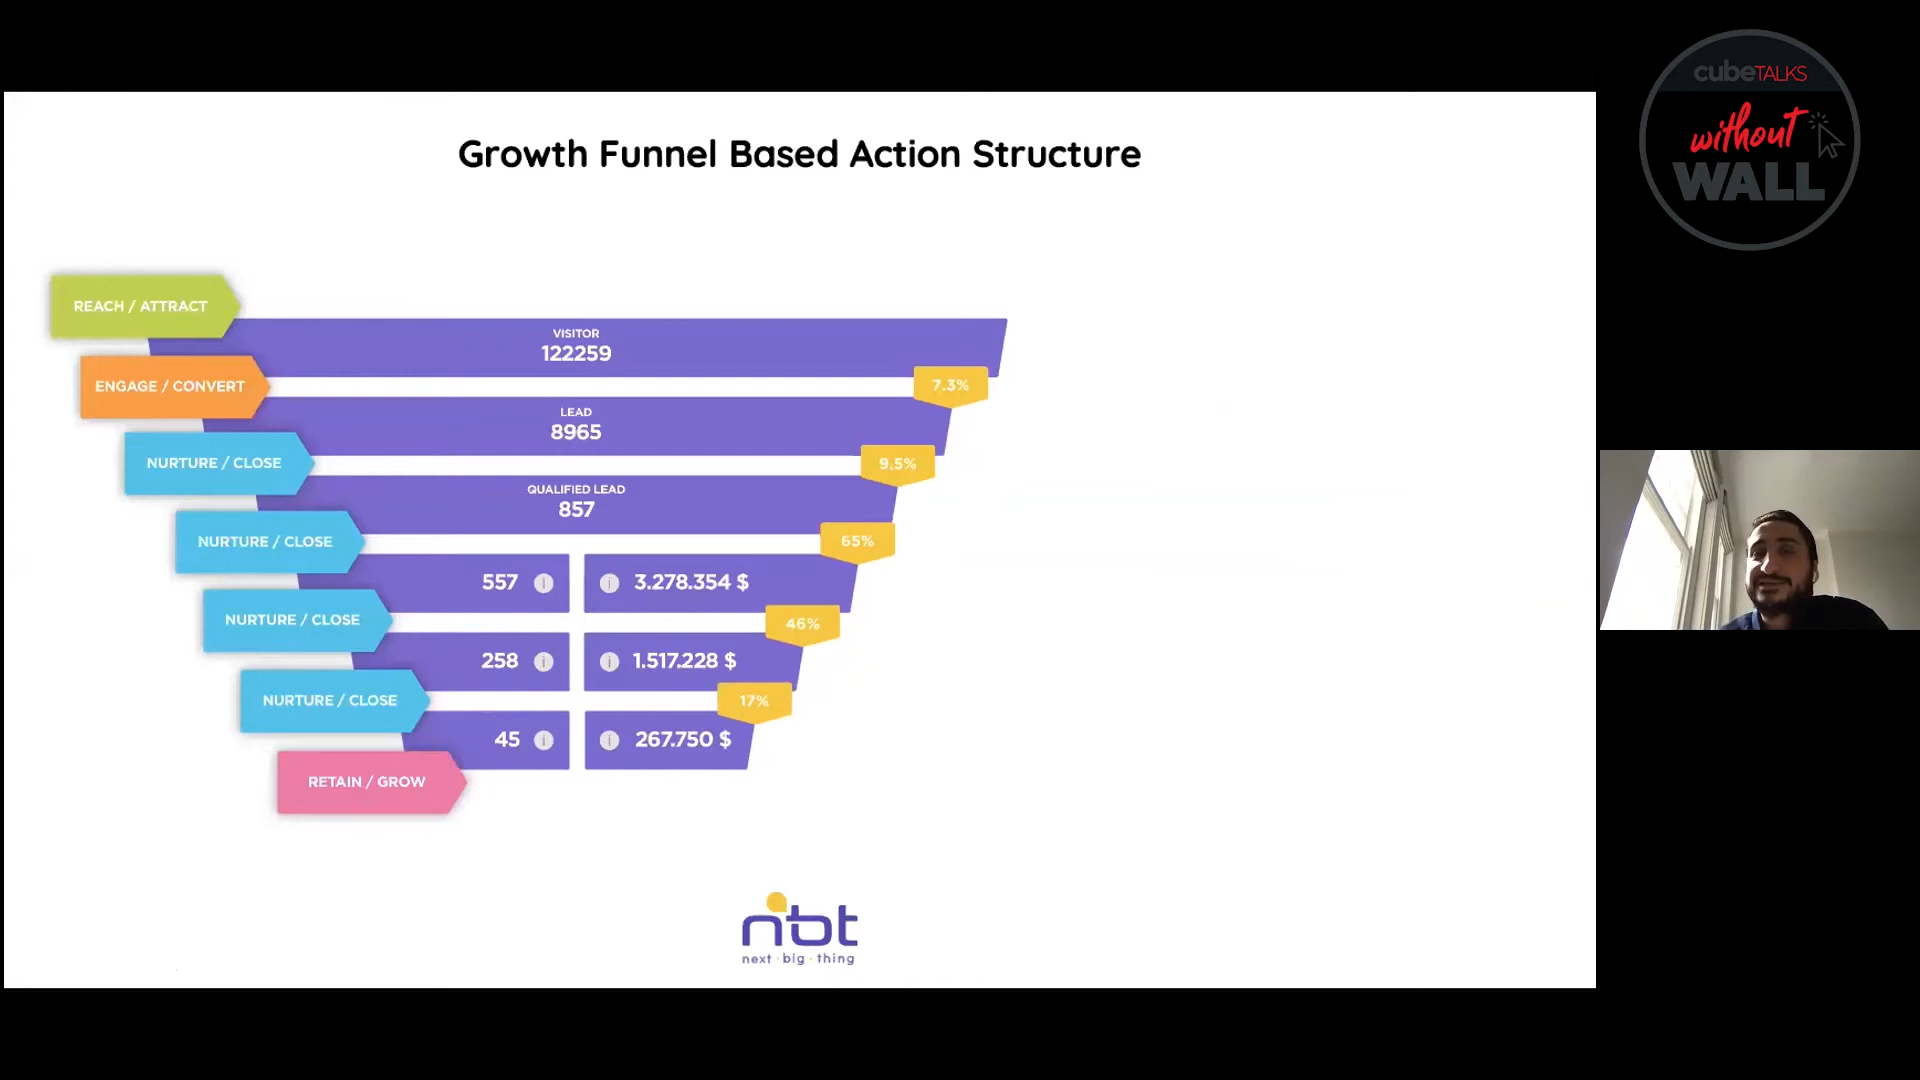 cubeTALKS
without
WALL
Growth Funnel Based Action Structure
REACH / ATTRACT
VISITOR
122259
7.3%
ENGAGE / CONVERT
LEAD
8965
9.5%
NURTURE / CLOSE
QUALIFIED LEAD
857
65%
NURTURE / CLOSE
557
3.278.354 $
46%
NURTURE / CLOSE
258
1.517.228 $
17%
NURTURE / CLOSE
45
267.750 $
RETAIN / GROW
nbt
next · big · thing